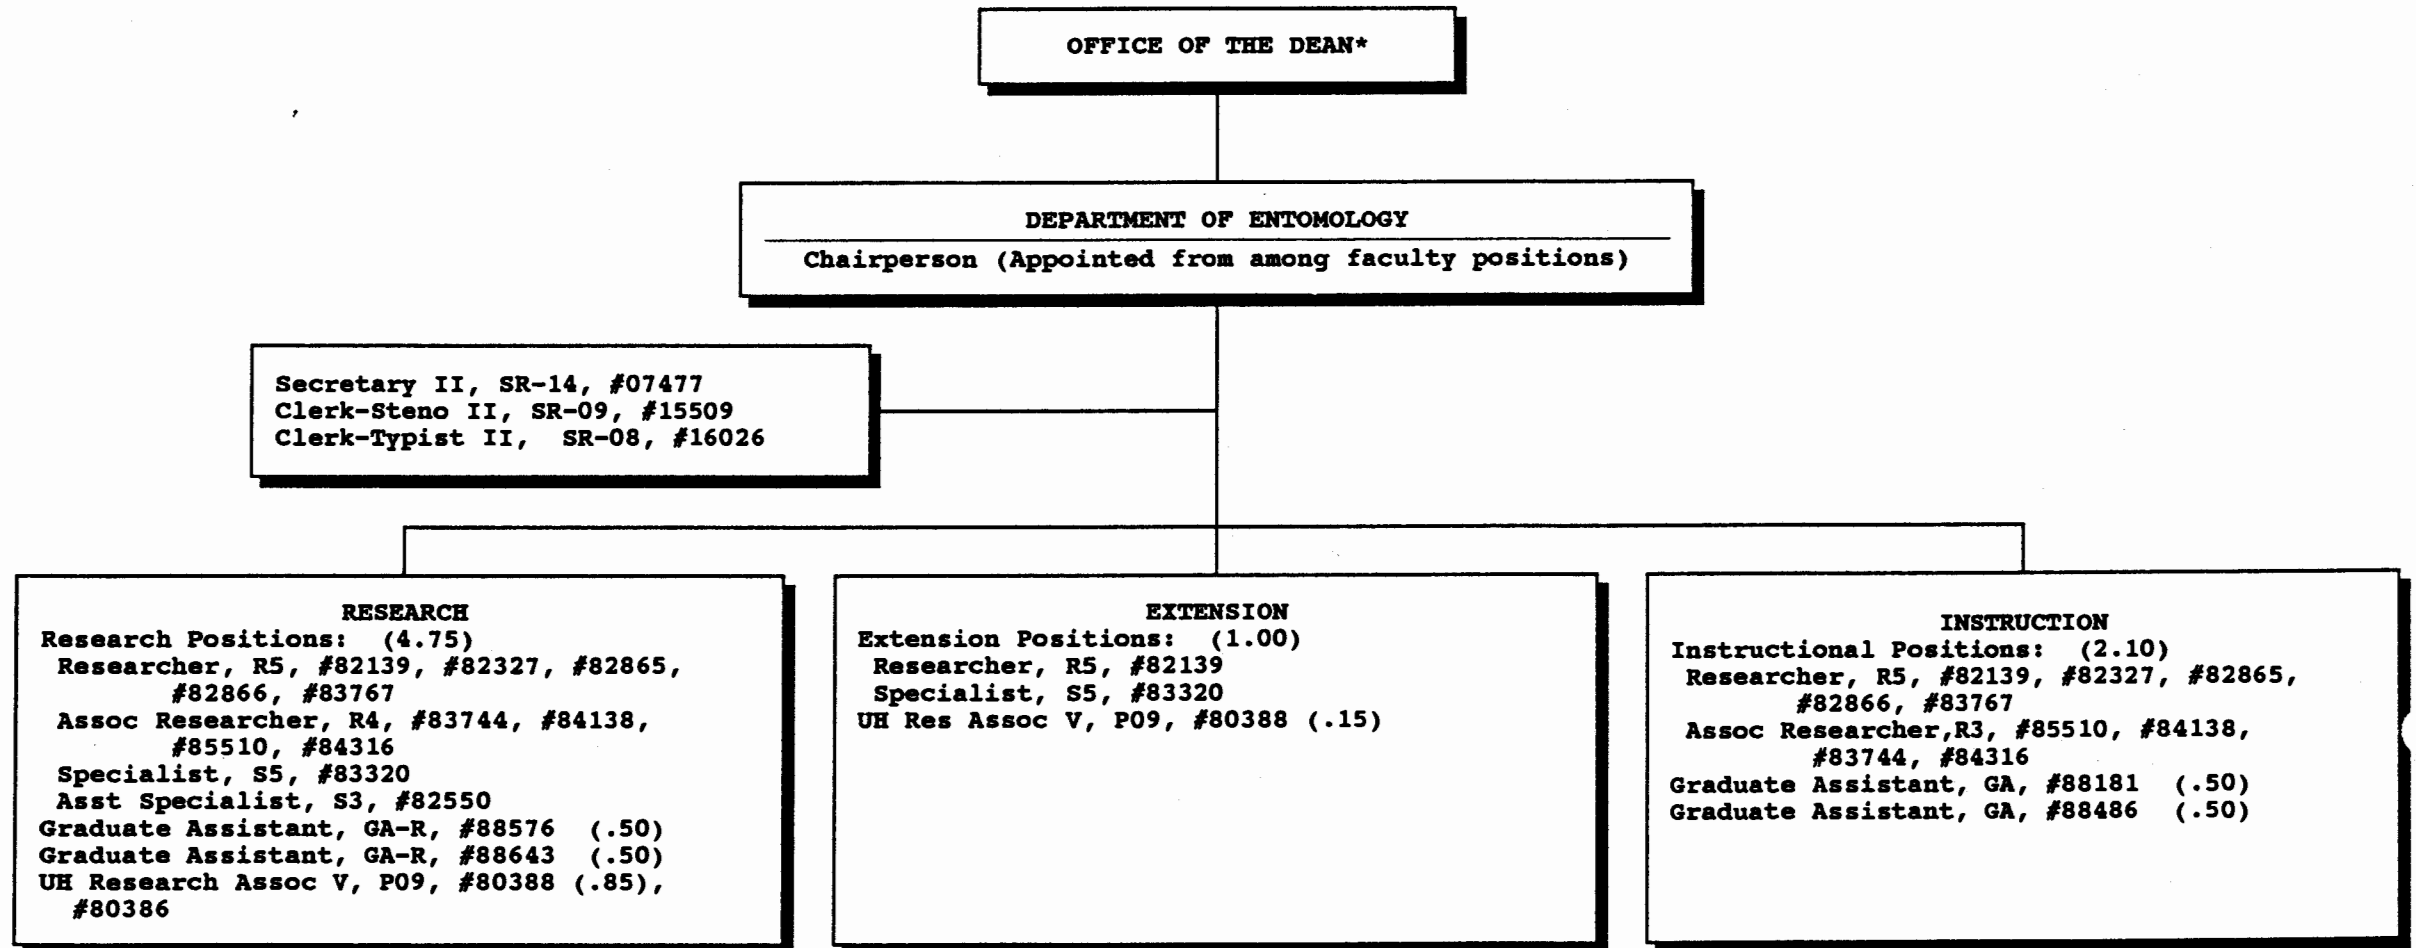 OFFICE OF THE DEAN*
DEPARTMENT OF ENTOMOLOGY
Chairperson (Appointed from among faculty positions)
Secretary II, SR-14, #07477
Clerk-Steno II, SR-09, #15509
Clerk-Typist II, SR-08, #16026
RESEARCH
Research Positions: (4.75)
Researcher, R5, #82139, #82327, #82865,
#82866, #83767
Assoc Researcher, R4, #83744, #84138,
#85510, #84316
Specialist, S5, #83320
Asst Specialist, S3, #82550
Graduate Assistant, GA-R, #88576 (.50)
Graduate Assistant, GA-R, #88643 (.50)
UH Research Assoc V, P09, #80388 (.85),
#80386
EXTENSION
Extension Positions: (1.00)
Researcher, R5, #82139
Specialist, S5, #83320
UH Res Assoc V, P09, #80388 (.15)
INSTRUCTION
Instructional Positions: (2.10)
Researcher, R5, #82139, #82327, #82865,
#82866, #83767
Assoc Researcher,R3, #85510, #84138,
#83744, #84316
Graduate Assistant, GA, #88181 (.50)
Graduate Assistant, GA, #88486 (.50)